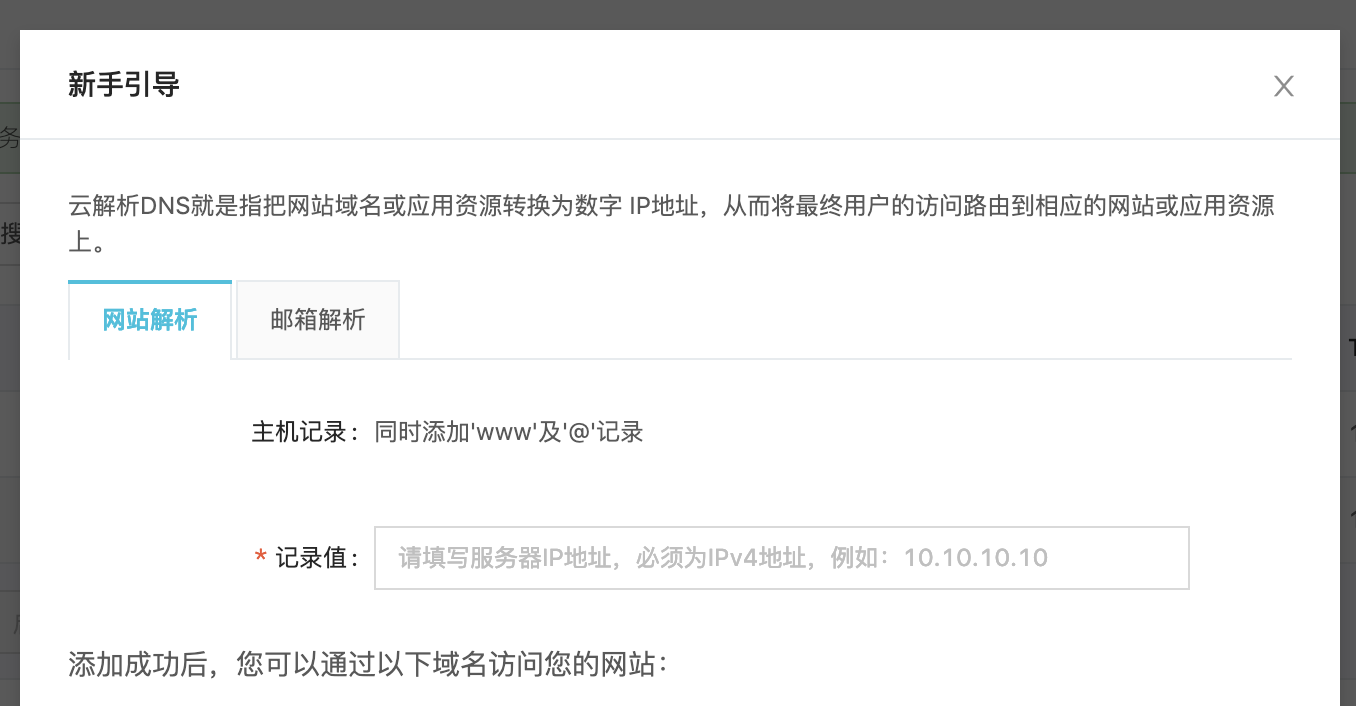 新手引导
务
云解析DNS就是指把网站域名或应用资源转换为数字 IP地址，从而将最终用户的访问路由到相应的网站或应用资源
上。
搜
网站解析
邮箱解析
主机记录： 同时添加'www'及'@'记录
* 记录值： 请填写服务器IP地址，必须为IPv4地址，例如：10.10.10.10
添加成功后，您可以通过以下域名访问您的网站：